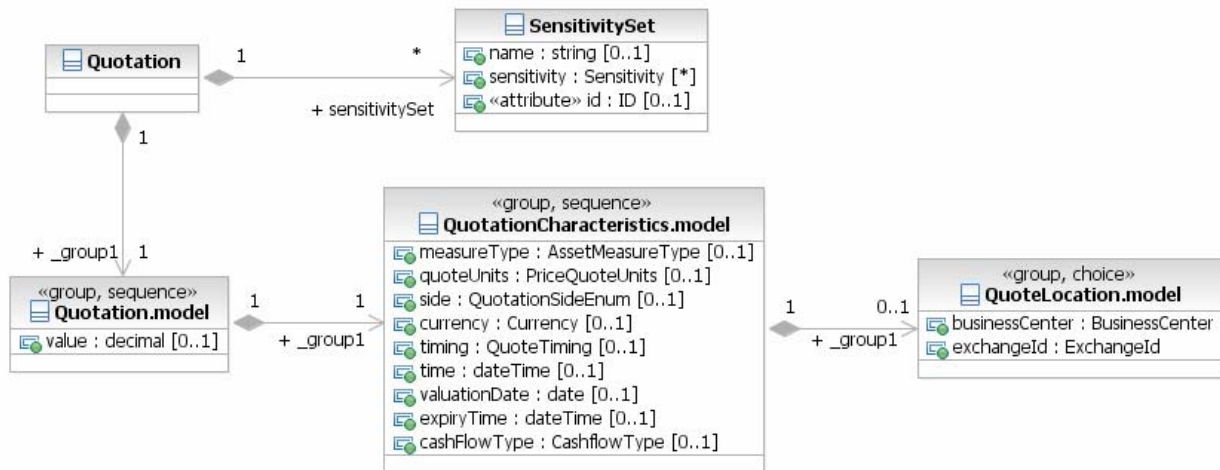 Quotation
1
*
+ sensitivitySet
SensitivitySet
name : string [0..1]
sensitivity : Sensitivity [*]
«attribute» id : ID [0..1]
1
+ _group1
1
«group, sequence»
Quotation.model
value : decimal [0..1]
1
1
+ _group1
«group, sequence»
QuotationCharacteristics.model
measureType : AssetMeasureType [0..1]
quoteUnits : PriceQuoteUnits [0..1]
side : QuotationSideEnum [0..1]
currency : Currency [0..1]
timing : QuoteTiming [0..1]
time : dateTime [0..1]
valuationDate : date [0..1]
expiryTime : dateTime [0..1]
cashFlowType : CashflowType [0..1]
1
0..1
+ _group1
«group, choice»
QuoteLocation.model
businessCenter : BusinessCenter
exchangeId : ExchangeId